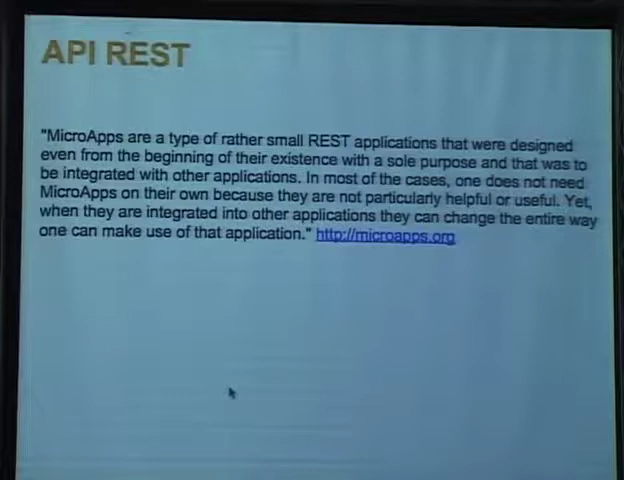 API REST
"MicroApps are a type of rather small REST applications that were designed
even from the beginning of their existence with a sole purpose and that was to
be integrated with other applications. In most of the cases, one does not need
MicroApps on their own because they are not particularly helpful or useful. Yet,
when they are integrated into other applications they can change the entire way
one can make use of that application." http://microapps.org